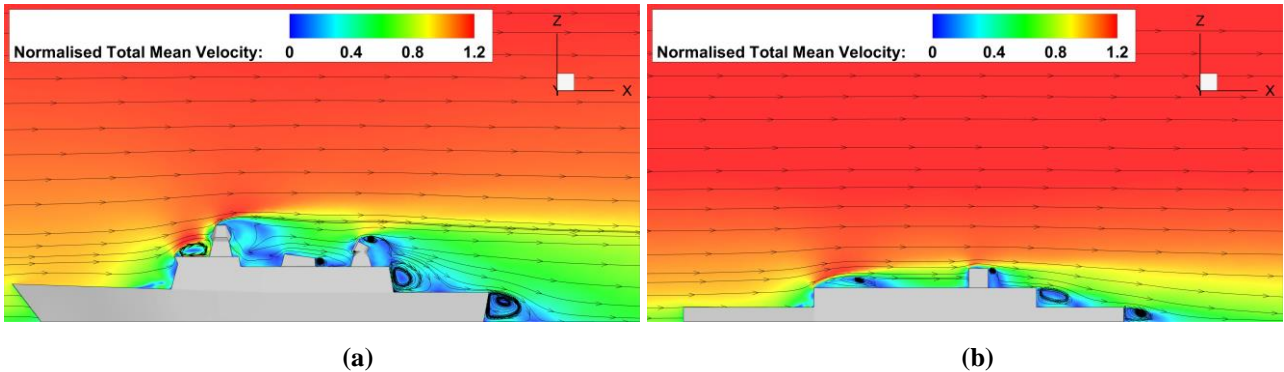 Normalised Total Mean Velocity: 0 0.4 0.8 1.2
Z
Y X
Normalised Total Mean Velocity: 0 0.4 0.8 1.2
Z
Y X
(a)
(b)